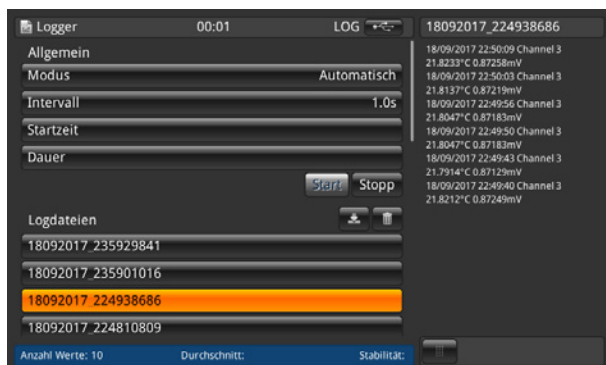 Logger 00:01 LOG
Allgemein
Modus Automatisch
Intervall 1.0s
Startzeit
Dauer
Start Stopp
Logdateien
18092017_235929841
18092017_235901016
18092017_224938686
18092017_224810809
Anzahl Werte: 10 Durchschnitt: Stabilität:
18092017_224938686
18/09/2017 22:50:09 Channel 3
21.8233°C 0.87258mV
18/09/2017 22:50:03 Channel 3
21.8137°C 0.87219mV
18/09/2017 22:49:56 Channel 3
21.8047°C 0.87183mV
18/09/2017 22:49:50 Channel 3
21.8047°C 0.87183mV
18/09/2017 22:49:43 Channel 3
21.7914°C 0.87129mV
18/09/2017 22:49:40 Channel 3
21.8212°C 0.87249mV